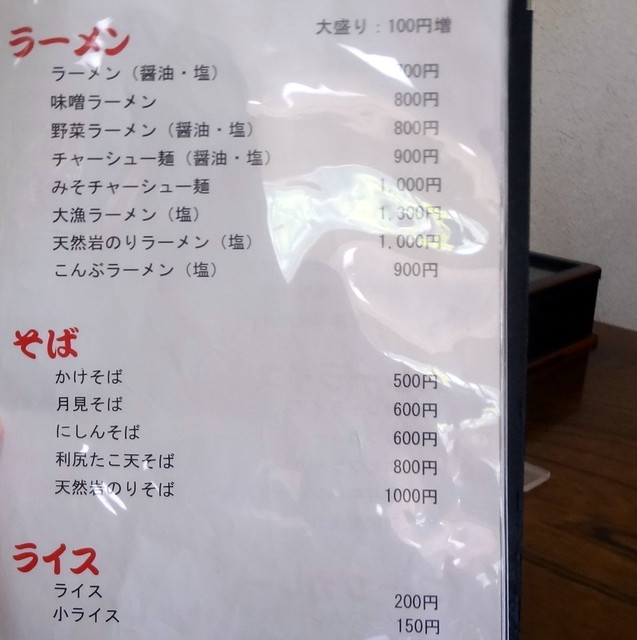 ラーメン 大盛り：100円増
ラーメン（醤油・塩） 700円
味噌ラーメン 800円
野菜ラーメン（醤油・塩） 800円
チャーシュー麺（醤油・塩） 900円
みそチャーシュー麺 1,000円
大漁ラーメン（塩） 1,300円
天然岩のりラーメン（塩） 1,000円
こんぶラーメン（塩） 900円
そば
かけそば 500円
月見そば 600円
にしんそば 600円
利尻たこ天そば 800円
天然岩のりそば 1000円
ライス
ライス 200円
小ライス 150円